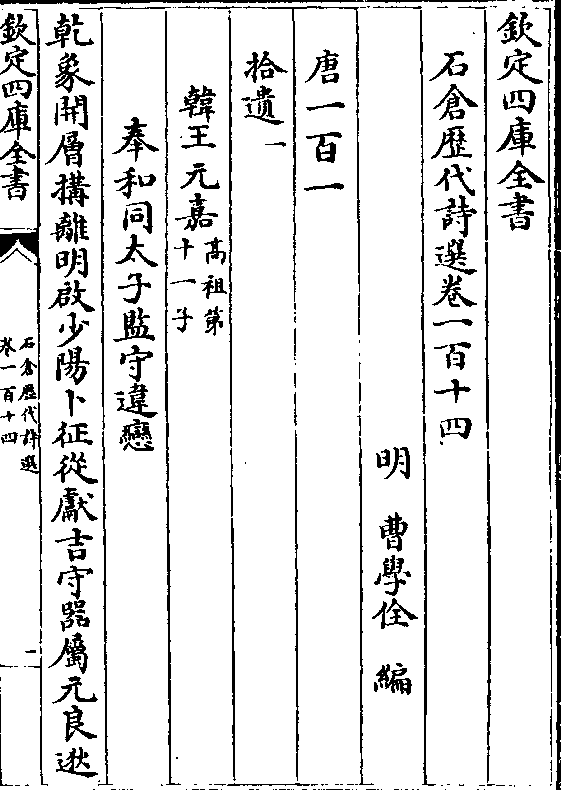 欽定四庫全書
石倉歷代詩選卷一百十四
明 曹學佺 編
唐一百一
拾遺一
韓王元嘉高祖第十一子
奉和同太子監守違戀
乾象開層搆離明啟少陽卜征從獻吉守器屬元良逖
欽定四庫全書
石倉歷代詩選
卷一百十四
一